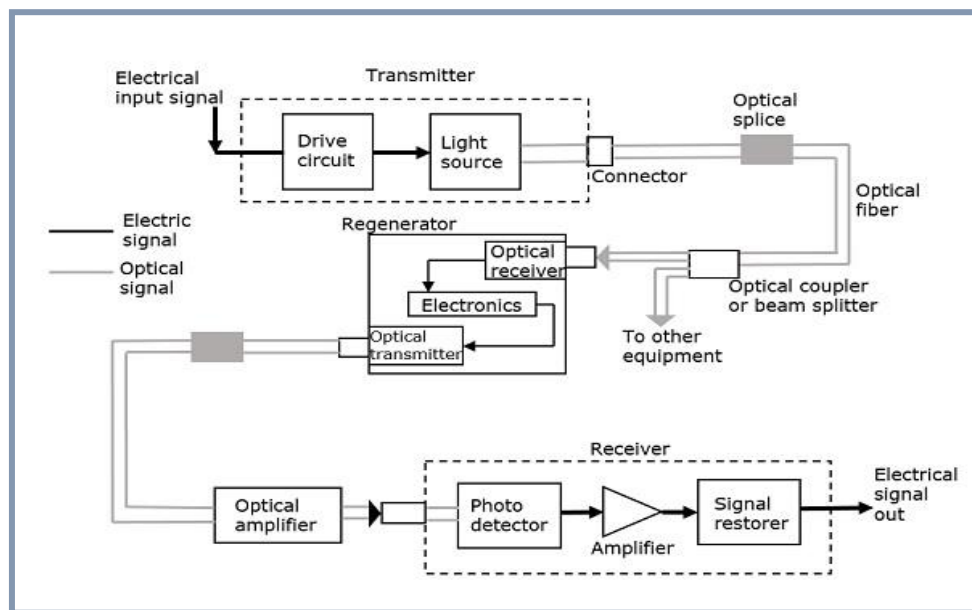 Transmitter
Electrical
input signal
Drive
circuit
Light
source
Connector
Optical
splice
Optical
fiber
Electric
signal
Optical
signal
Regenerator
Optical
receiver
Electronics
Optical
transmitter
Optical coupler
or beam splitter
To other
equipment
Receiver
Optical
amplifier
Photo
detector
Amplifier
Signal
restorer
Electrical
signal
out